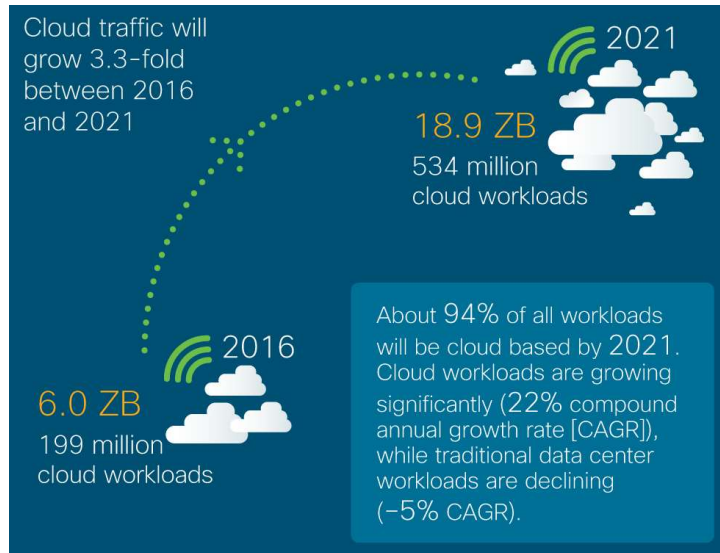 Cloud traffic will
grow 3.3-fold
between 2016
and 2021
2021
18.9 ZB
534 million
cloud workloads
2016
6.0 ZB
199 million
cloud workloads
About 94% of all workloads
will be cloud based by 2021.
Cloud workloads are growing
significantly (22% compound
annual growth rate [CAGR]),
while traditional data center
workloads are declining
(-5% CAGR).